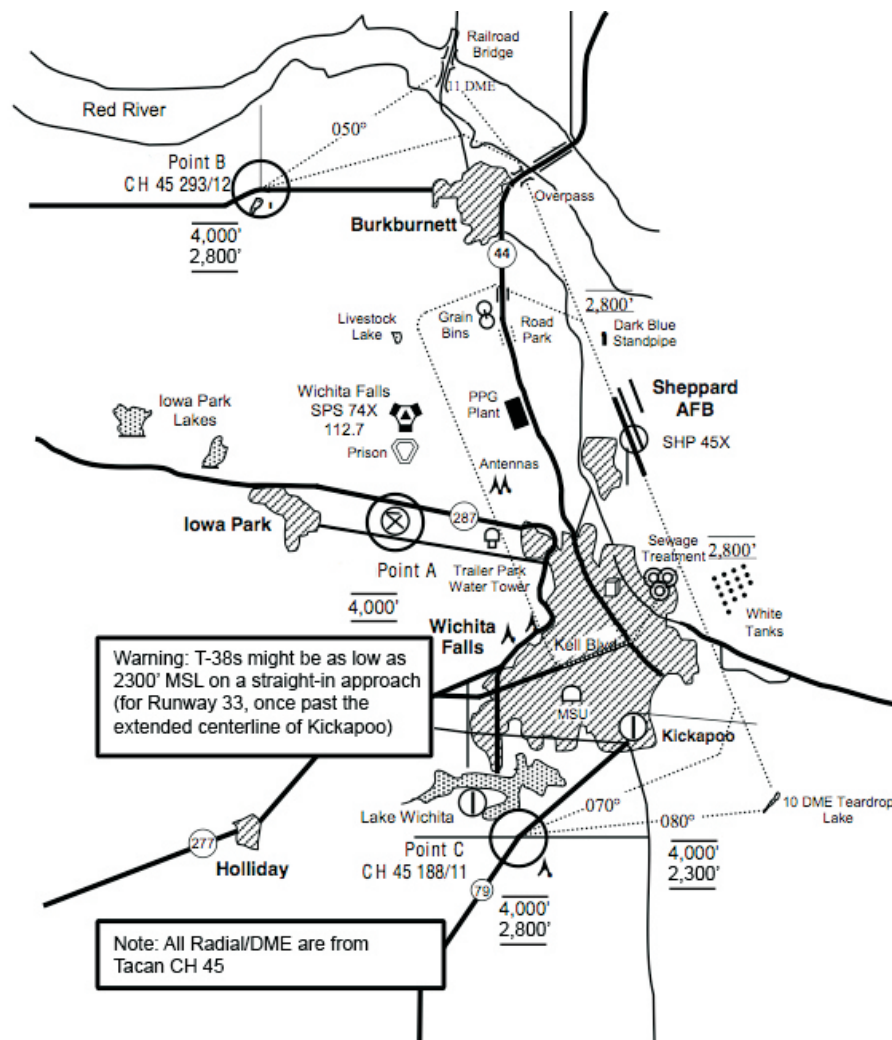 Railroad
Bridge
11 DME
Red River
050°
Point B
CH 45 293/12
Overpass
4,000'
2,800'
Burkburnett
44
2,800'
Livestock
Lake
Grain
Bins
Road
Park
Dark Blue
Standpipe
Iowa Park
Lakes
Wichita Falls
SPS 74X
112.7
PPG
Plant
Sheppard
AFB
SHP 45X
Prison
Antennas
287
Iowa Park
Sewage
Treatment
2,800'
Point A
Trailer Park
Water Tower
4,000'
White
Tanks
Wichita
Falls
Kell Blvd
Warning: T-38s might be as low as
2300' MSL on a straight-in approach
(for Runway 33, once past the
extended centerline of Kickapoo)
MSU
Kickapoo
070°
10 DME Teardrop
Lake
Lake Wichita
080°
277
Holliday
Point C
CH 45 188/11
4,000'
2,300'
79
4,000'
2,800'
Note: All Radial/DME are from
Tacan CH 45